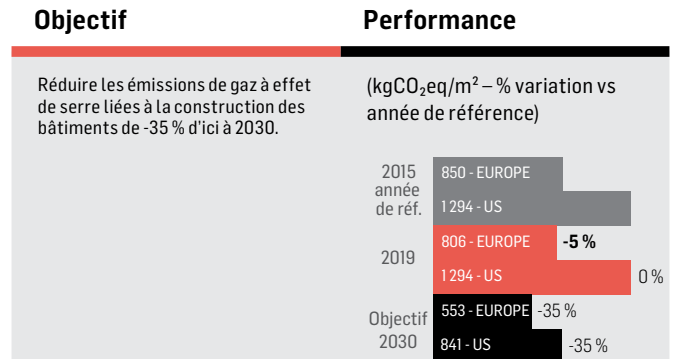 Objectif
Performance
Réduire les émissions de gaz à effet
de serre liées à la construction des
bâtiments de -35 % d'ici à 2030.
(kgCO₂eq/m² – % variation vs
année de référence)
2015
année
de réf.
850 - EUROPE
1 294 - US
2019
806 - EUROPE
-5 %
1 294 - US
0 %
Objectif
2030
553 - EUROPE
-35 %
841 - US
-35 %